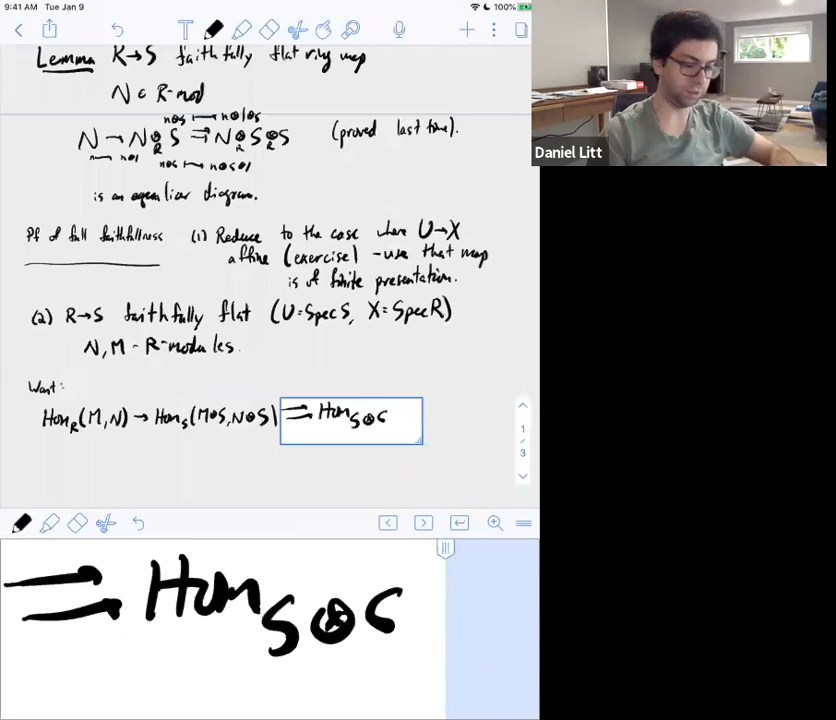 9:41 AM Tue Jan 9
100%
Lemma R→S faithfully flat ring map
N ∈ R-mod
n⊗s ↦ n⊗1⊗s
N → N⊗S ⇉ N⊗S⊗S (proved last time).
R R R
n ↦ n⊗1 n⊗s ↦ n⊗s⊗1
is an equalizer diagram.
Pf of full faithfullness (1) Reduce to the case where U→X
affine (exercise) - use that map
is of finite presentation.
(2) R→S faithfully flat (U=Spec S, X=Spec R)
N, M - R-modules.
Want:
Hom_R(M,N) → Hom_S(M⊗S, N⊗S) ⇉ Hom_S⊗S
1
/
3
⇉ Hom_S⊗S
Daniel Litt